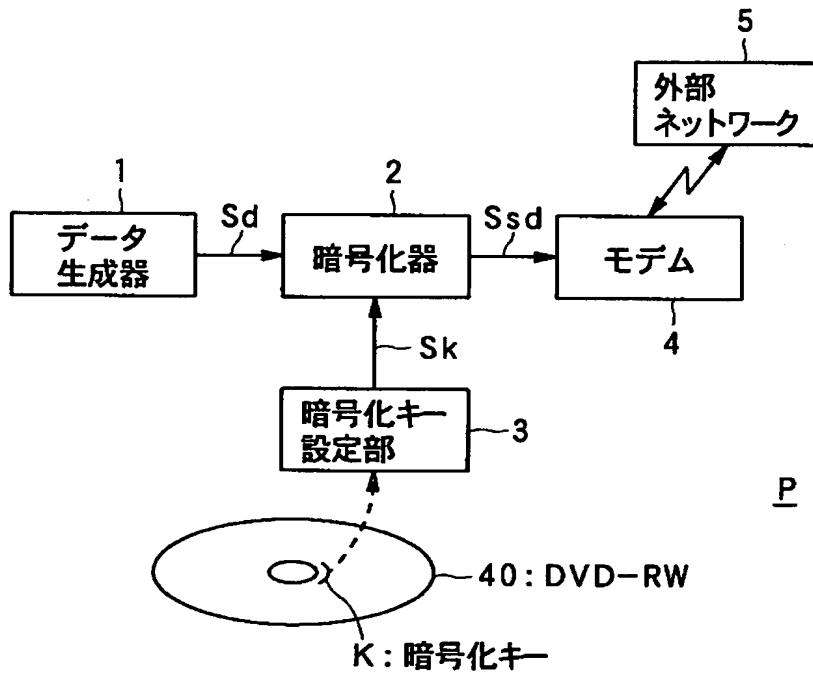 5
外部
ネットワーク
1
2
Sd
Ssd
データ
生成器
暗号化器
モデム
4
Sk
暗号化キー
設定部
3
P
40:DVD-RW
K:暗号化キー